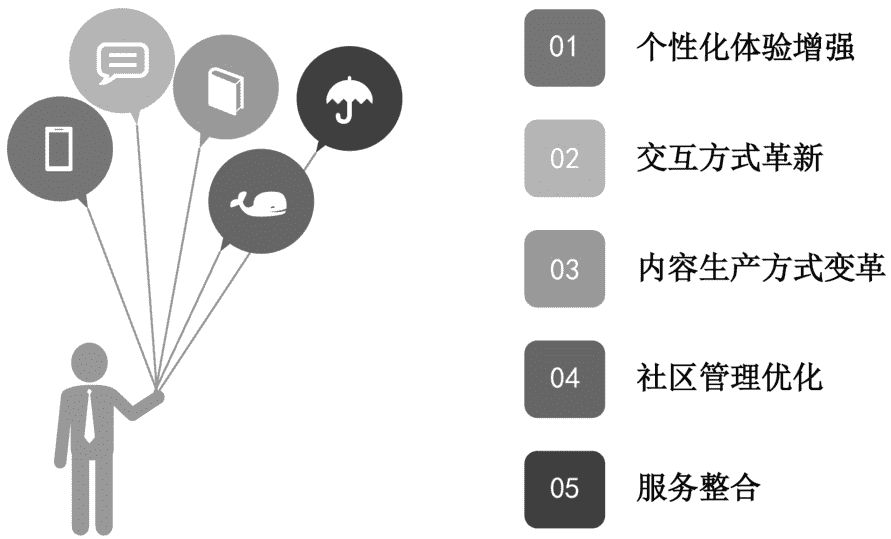 01 个性化体验增强
02 交互方式革新
03 内容生产方式变革
04 社区管理优化
05 服务整合